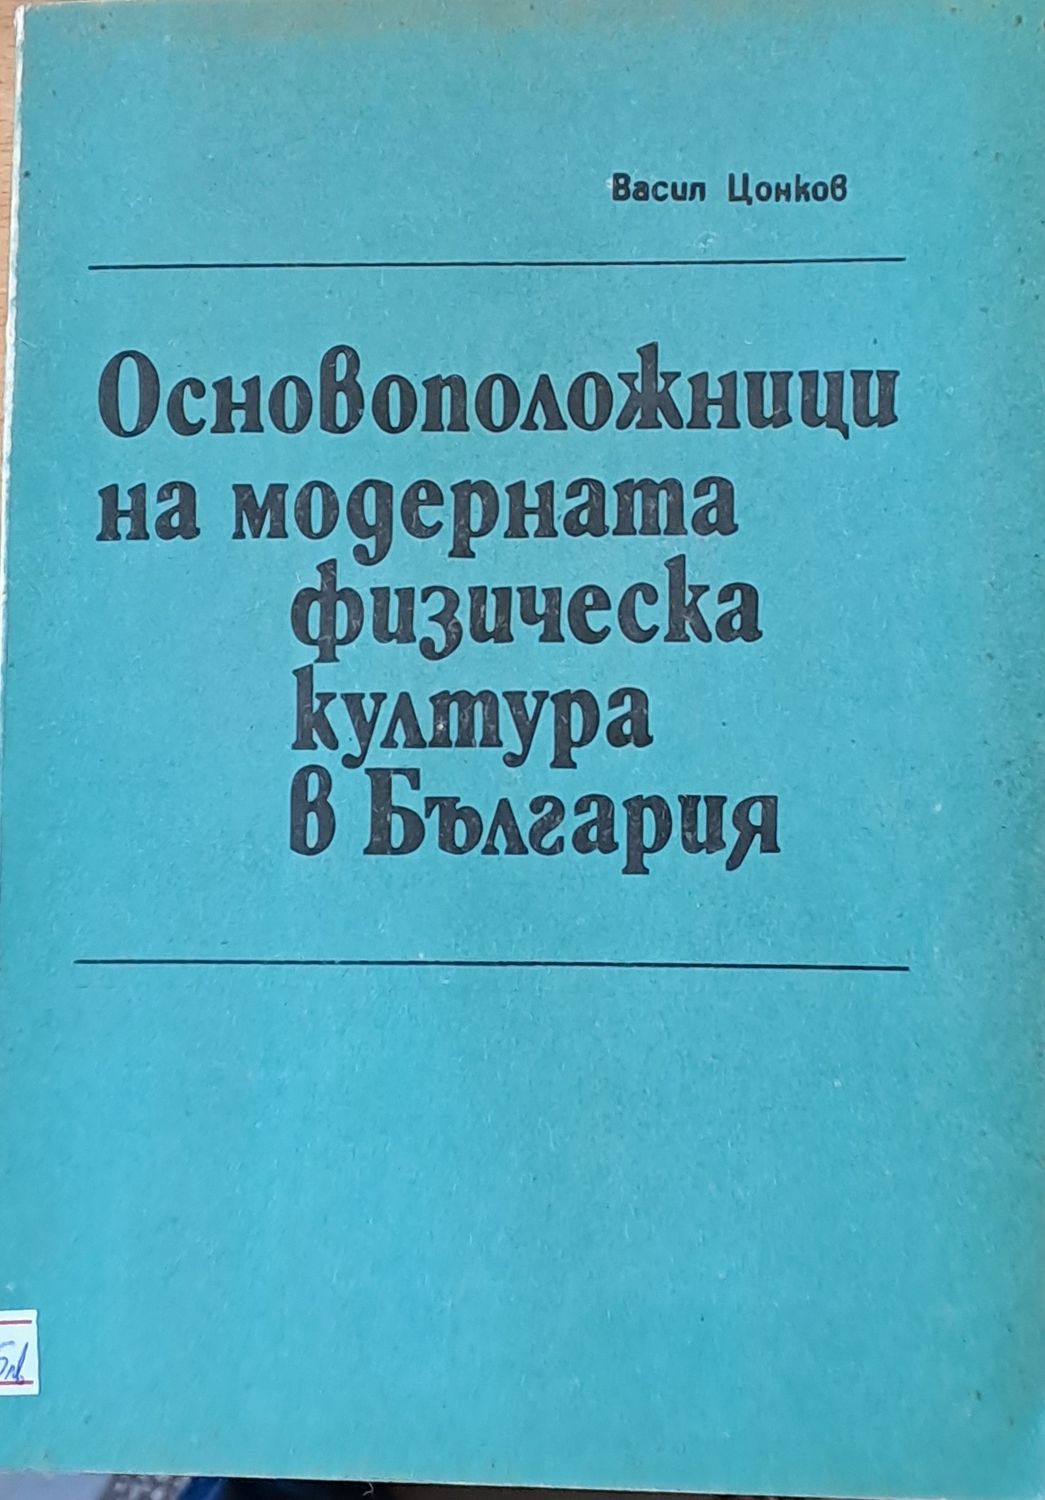 Васил Цонков
Основоположници
на модерната
физическа
култура
в България